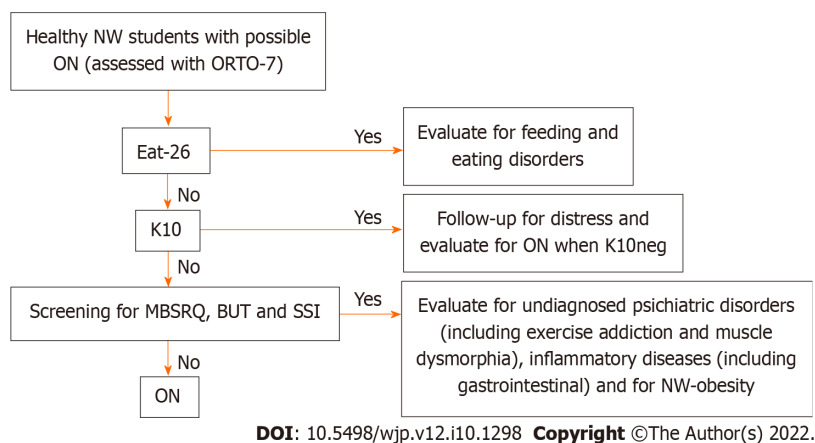 Healthy NW students with possible
ON (assessed with ORTO-7)
Eat-26
Yes
Evaluate for feeding and
eating disorders
No
K10
Yes
Follow-up for distress and
evaluate for ON when K10neg
No
Screening for MBSRQ, BUT and SSI
Yes
Evaluate for undiagnosed psichiatric disorders
(including exercise addiction and muscle
dysmorphia), inflammatory diseases (including
gastrointestinal) and for NW-obesity
No
ON
DOI: 10.5498/wjp.v12.i10.1298 Copyright ©The Author(s) 2022.